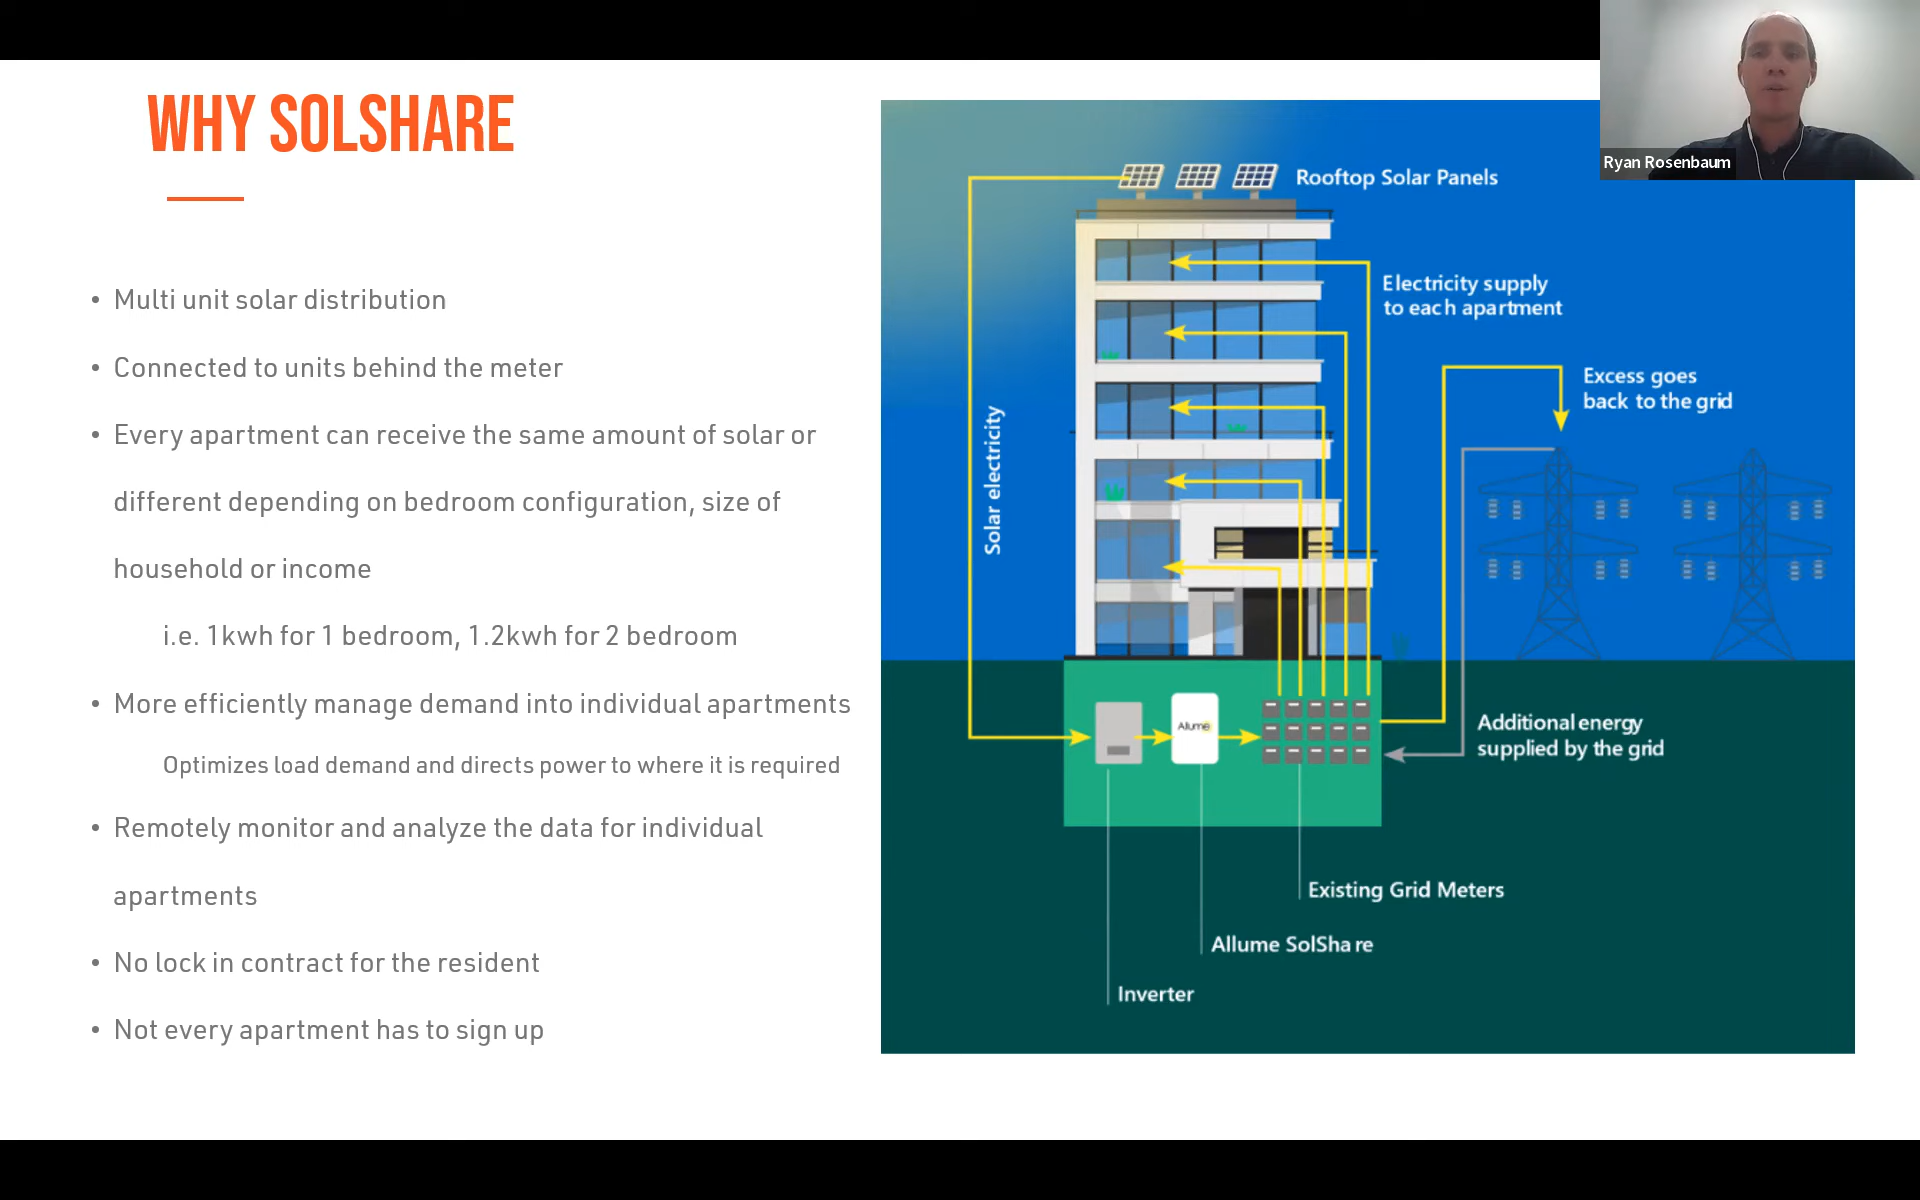 WHY SOLSHARE
• Multi unit solar distribution
• Connected to units behind the meter
• Every apartment can receive the same amount of solar or
different depending on bedroom configuration, size of
household or income
i.e. 1kwh for 1 bedroom, 1.2kwh for 2 bedroom
• More efficiently manage demand into individual apartments
Optimizes load demand and directs power to where it is required
• Remotely monitor and analyze the data for individual
apartments
• No lock in contract for the resident
• Not every apartment has to sign up
Rooftop Solar Panels
Electricity supply
to each apartment
Excess goes
back to the grid
Solar electricity
Additional energy
supplied by the grid
Allume
Existing Grid Meters
Allume SolShare
Inverter
Ryan Rosenbaum